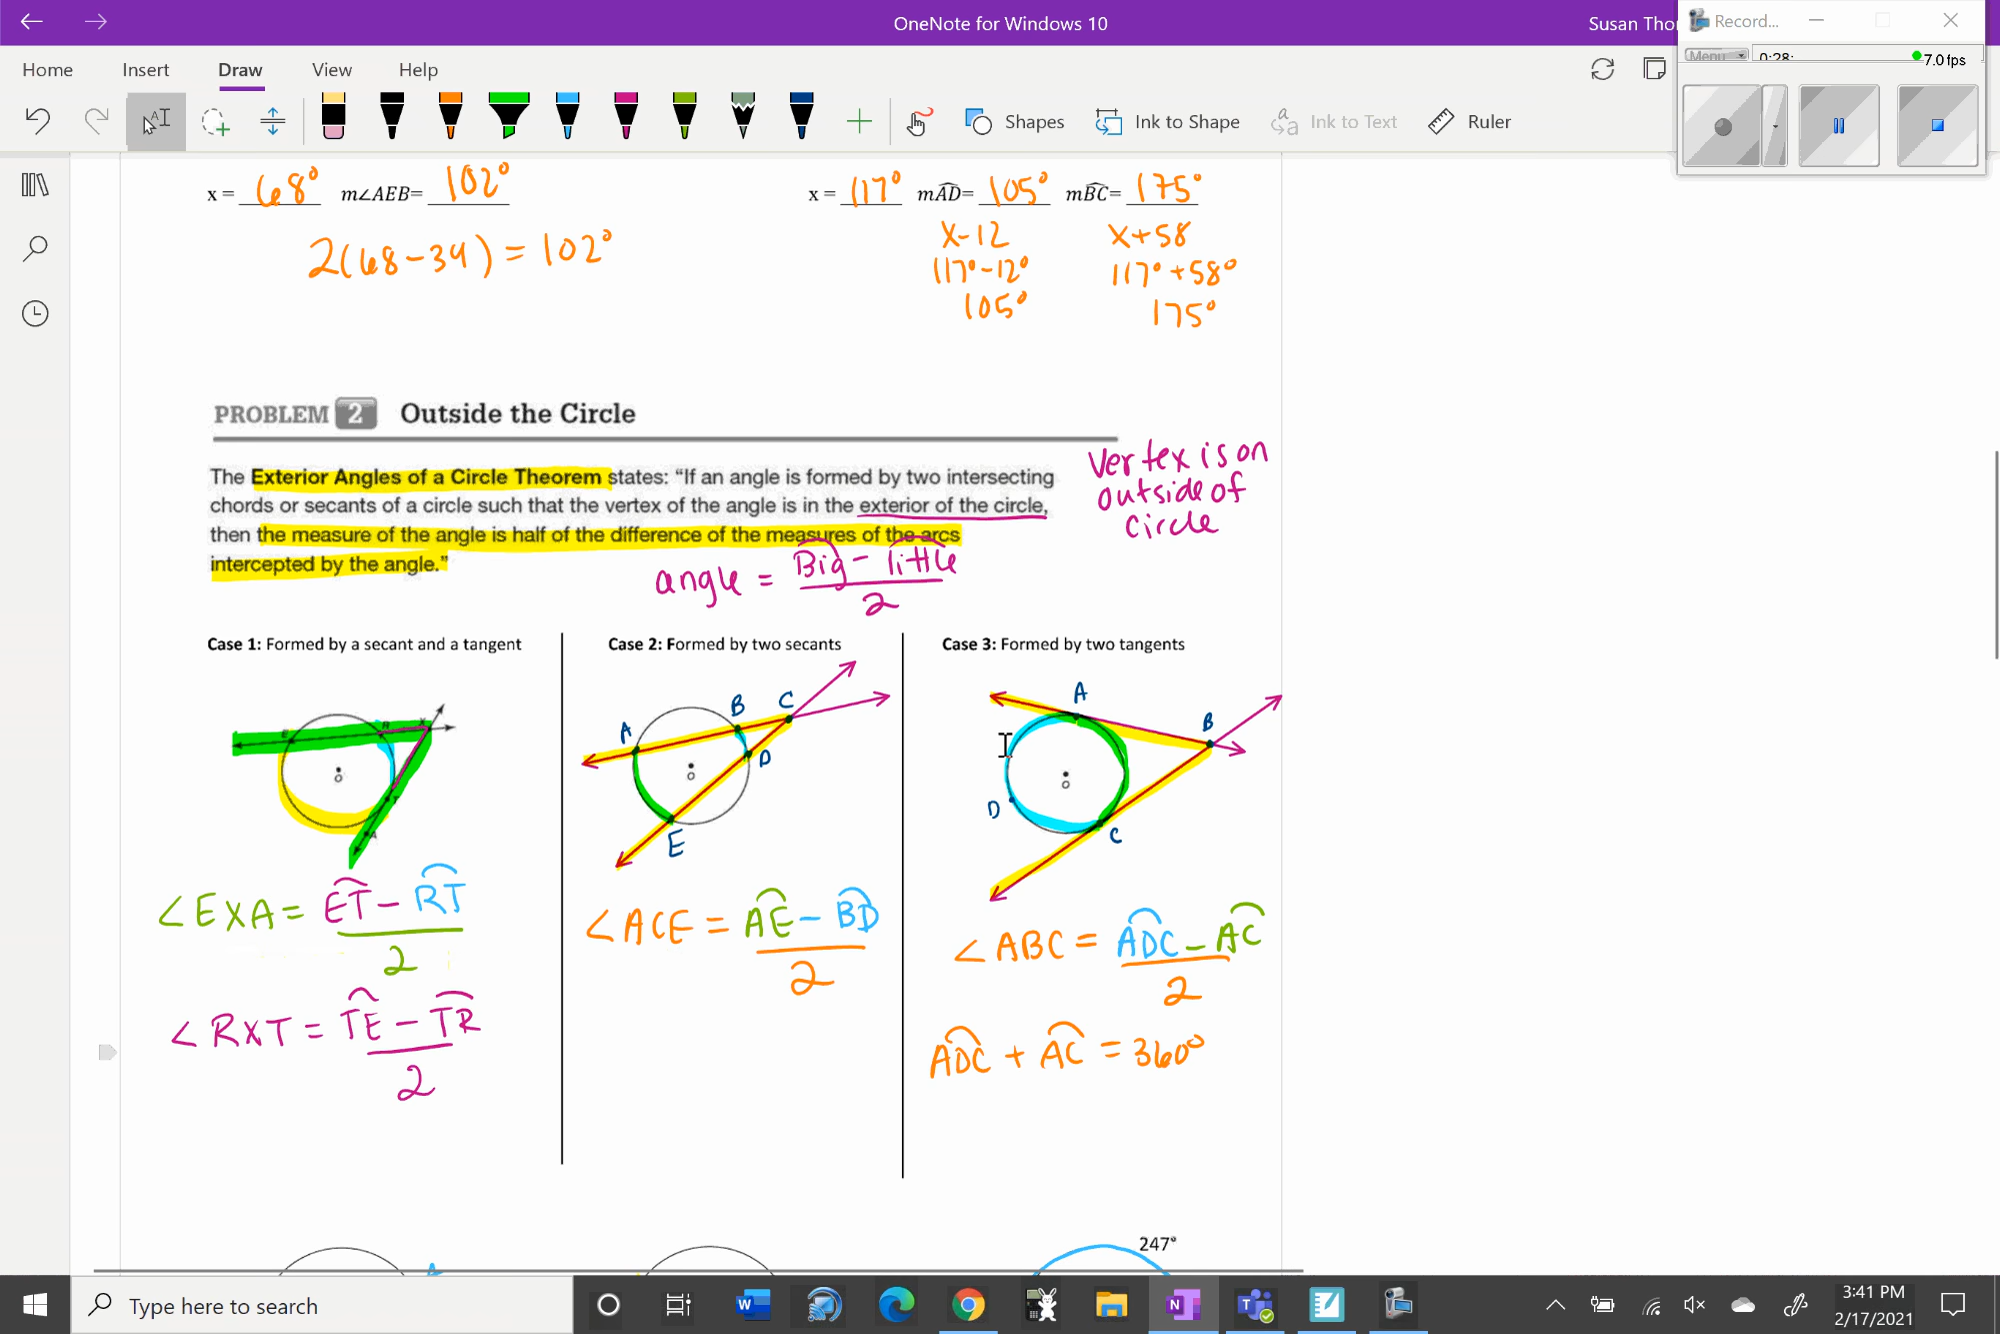 OneNote for Windows 10
Susan Thor
Record...
Home Insert Draw View Help
Menu 0:28: 7.0 fps
Shapes Ink to Shape Ink to Text Ruler
x = 68° m∠AEB= 102°
2(68-34) = 102°
x = 117° mAD= 105° mBC= 175°
x-12 x+58
117°-12° 117°+58°
105° 175°
PROBLEM 2 Outside the Circle
The Exterior Angles of a Circle Theorem states: “If an angle is formed by two intersecting
chords or secants of a circle such that the vertex of the angle is in the exterior of the circle,
then the measure of the angle is half of the difference of the measures of the arcs
intercepted by the angle.”
Vertex is on
outside of
circle
angle = Big - little
2
Case 1: Formed by a secant and a tangent
E R X
O
T
A
∠EXA = ET - RT
2
∠RXT = TE - TR
2
Case 2: Formed by two secants
A B C
O D
E
∠ACE = AE - BD
2
Case 3: Formed by two tangents
A B
O
D C
∠ABC = ADC - AC
2
ADC + AC = 360°
247°
Type here to search
3:41 PM
2/17/2021